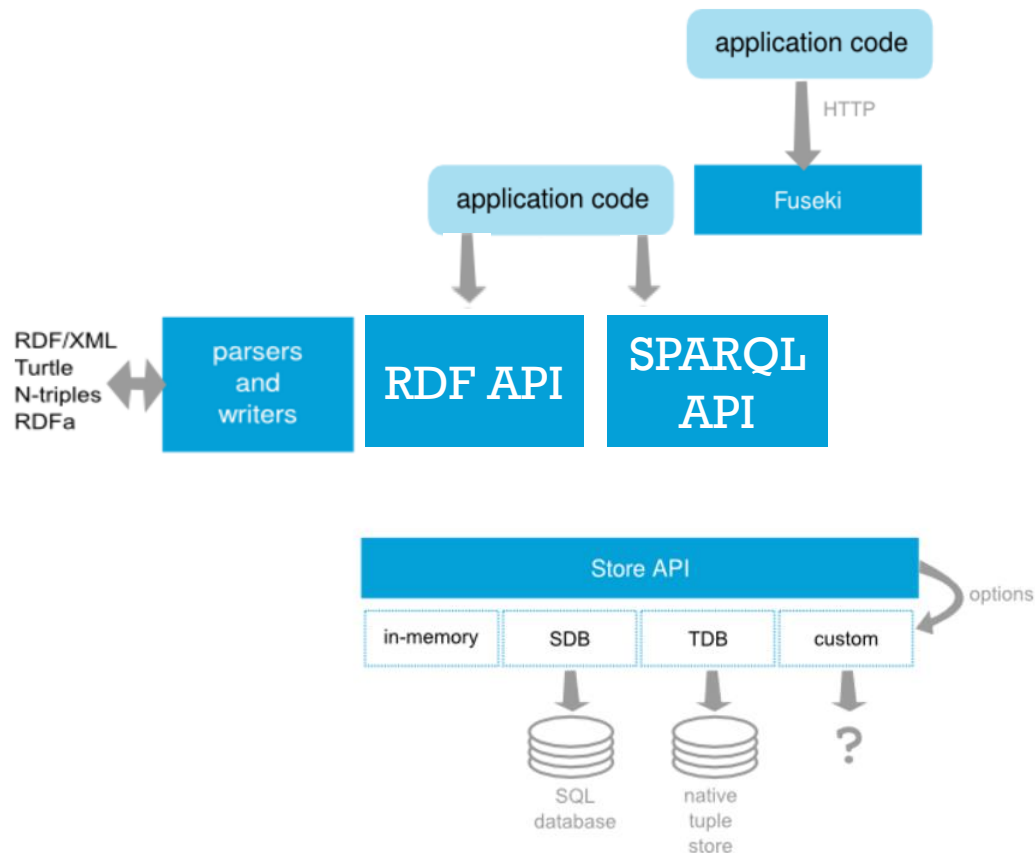 application code
HTTP
Fuseki
application code
RDF/XML
Turtle
N-triples
RDFa
parsers
and
writers
RDF API
SPARQL
API
Store API
options
in-memory
SDB
TDB
custom
?
SQL
database
native
tuple
store